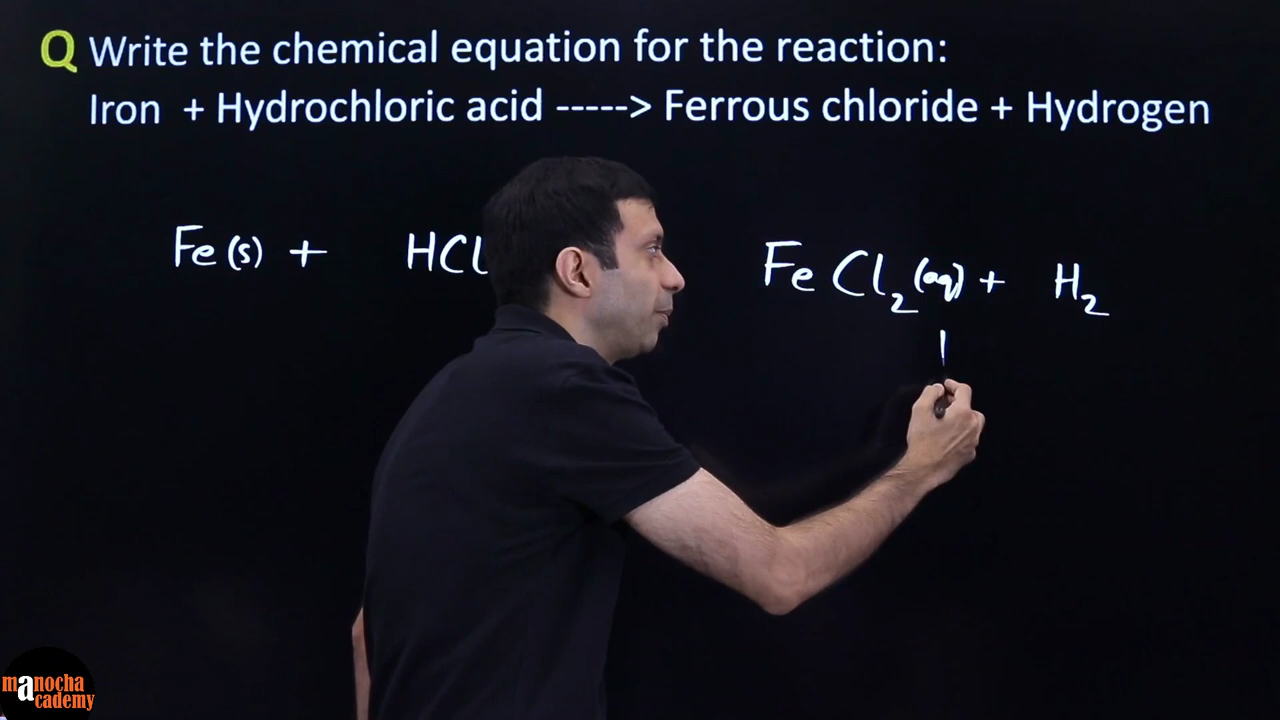 Q Write the chemical equation for the reaction:
Iron + Hydrochloric acid -----> Ferrous chloride + Hydrogen
Fe(s) + HCl FeCl₂(aq) + H₂
manocha
academy